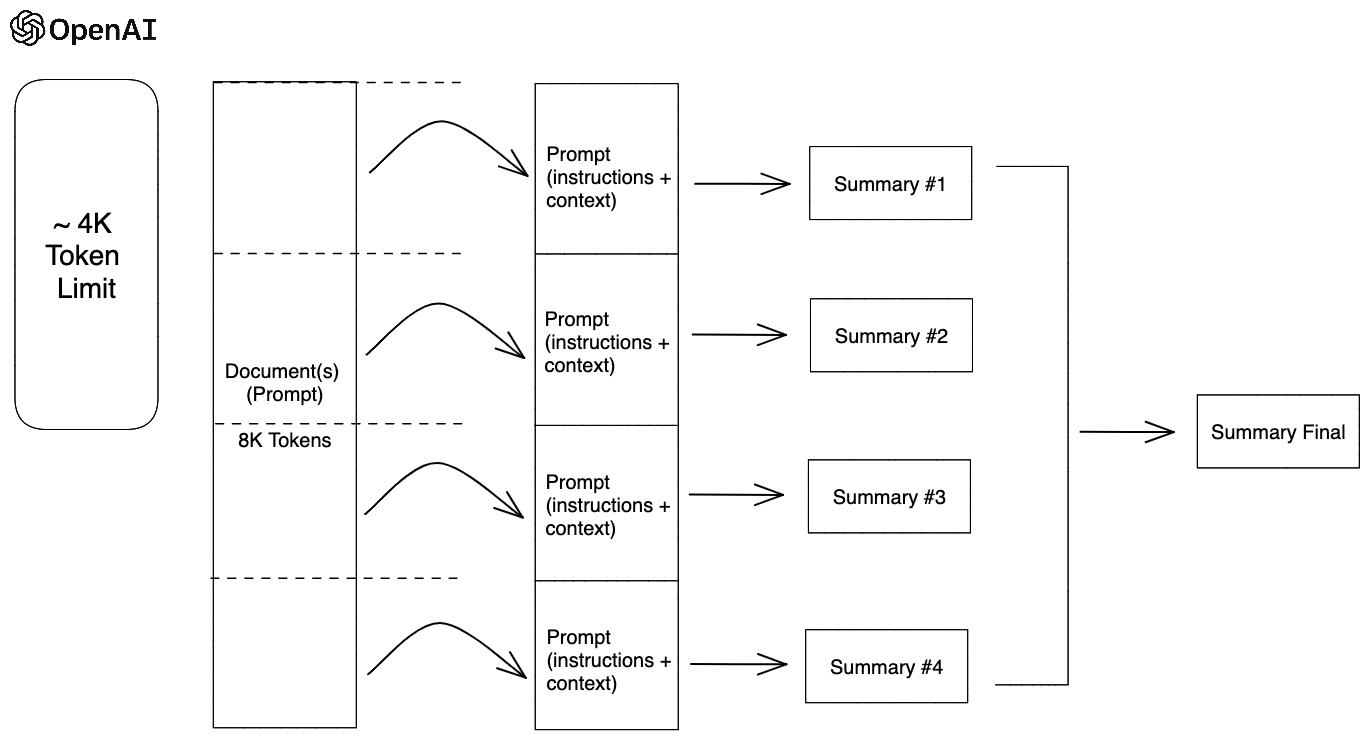 OpenAI
~ 4K
Token
Limit
Document(s)
(Prompt)
8K Tokens
Prompt
(instructions +
context)
Prompt
(instructions +
context)
Prompt
(instructions +
context)
Prompt
(instructions +
context)
Summary #1
Summary #2
Summary #3
Summary #4
Summary Final